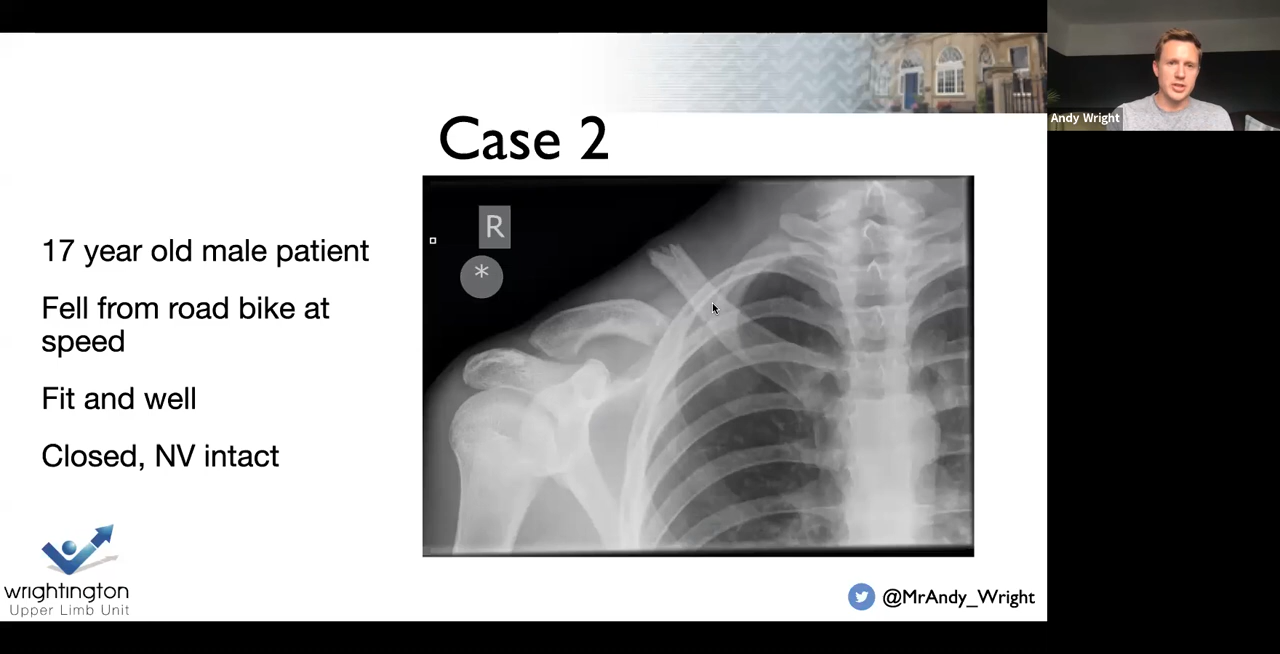 Case 2
17 year old male patient
Fell from road bike at
speed
Fit and well
Closed, NV intact
R
*
wrightington
Upper Limb Unit
@MrAndy_Wright
Andy Wright